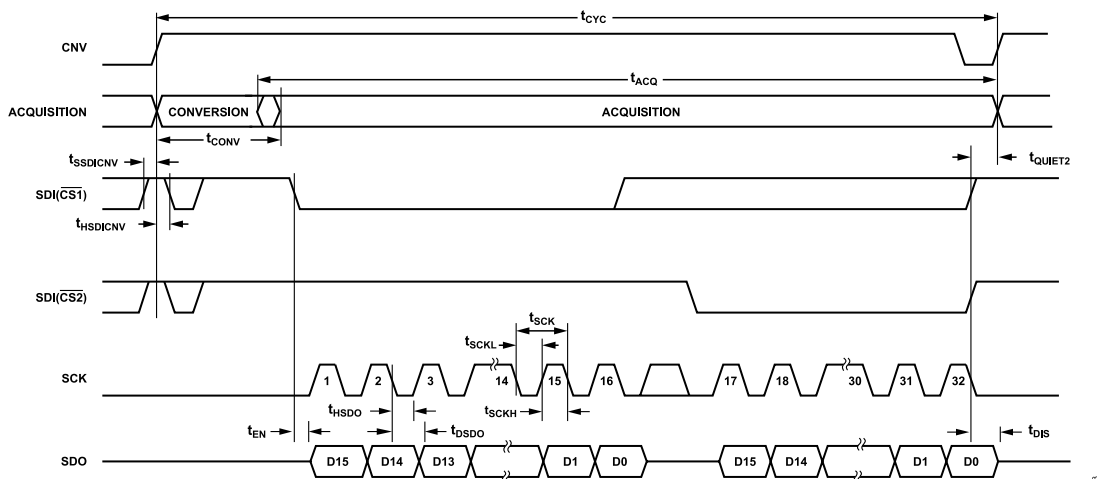 tCYC
CNV
tACQ
ACQUISITION
CONVERSION
ACQUISITION
tCONV
tSSDICNV
tQUIET2
SDI(CS1)
tHSDICNV
SDI(CS2)
tSCK
tSCKL
SCK
1 2 3 14 15 16 17 18 30 31 32
tHSDO
tSCKH
tEN
tDSDO
tDIS
SDO
D15 D14 D13 D1 D0 D15 D14 D1 D0